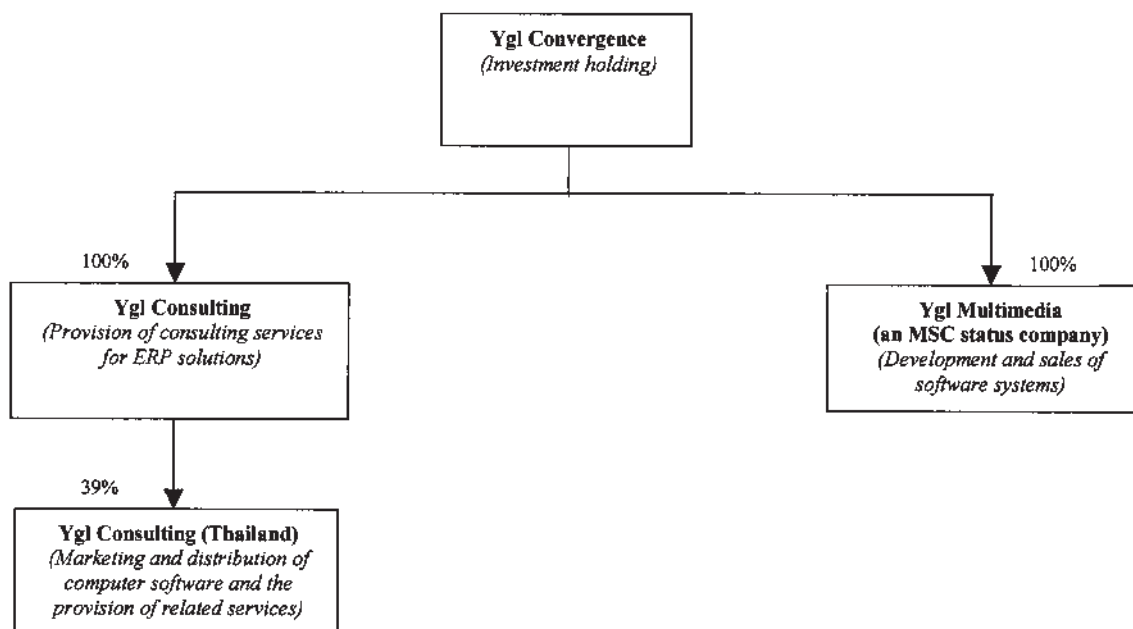 Ygl Convergence
(Investment holding)
100%
Ygl Consulting
(Provision of consulting services
for ERP solutions)
100%
Ygl Multimedia
(an MSC status company)
(Development and sales of
software systems)
39%
Ygl Consulting (Thailand)
(Marketing and distribution of
computer software and the
provision of related services)